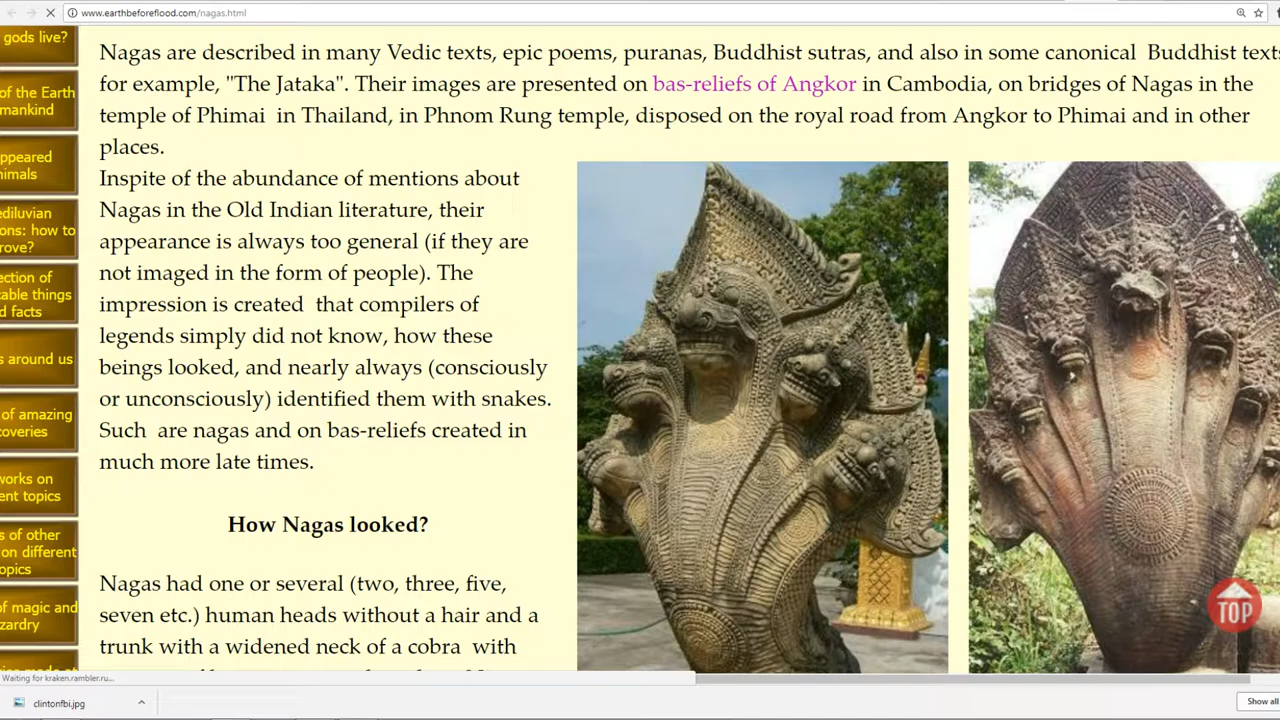 www.earthbeforeflood.com/nagas.html
gods live?
of the Earth
mankind
ppeared
nimals
ediluvian
ons: how to
rove?
ection of
cable things
d facts
s around us
of amazing
coveries
works on
ent topics
s of other
on different
opics
of magic and
zardry
Nagas are described in many Vedic texts, epic poems, puranas, Buddhist sutras, and also in some canonical Buddhist texts
for example, "The Jataka". Their images are presented on bas-reliefs of Angkor in Cambodia, on bridges of Nagas in the
temple of Phimai in Thailand, in Phnom Rung temple, disposed on the royal road from Angkor to Phimai and in other
places.
Inspite of the abundance of mentions about
Nagas in the Old Indian literature, their
appearance is always too general (if they are
not imaged in the form of people). The
impression is created that compilers of
legends simply did not know, how these
beings looked, and nearly always (consciously
or unconsciously) identified them with snakes.
Such are nagas and on bas-reliefs created in
much more late times.
How Nagas looked?
Nagas had one or several (two, three, five,
seven etc.) human heads without a hair and a
trunk with a widened neck of a cobra with
TOP
Waiting for kraken.rambler.ru...
clintonfbi.jpg
Show all